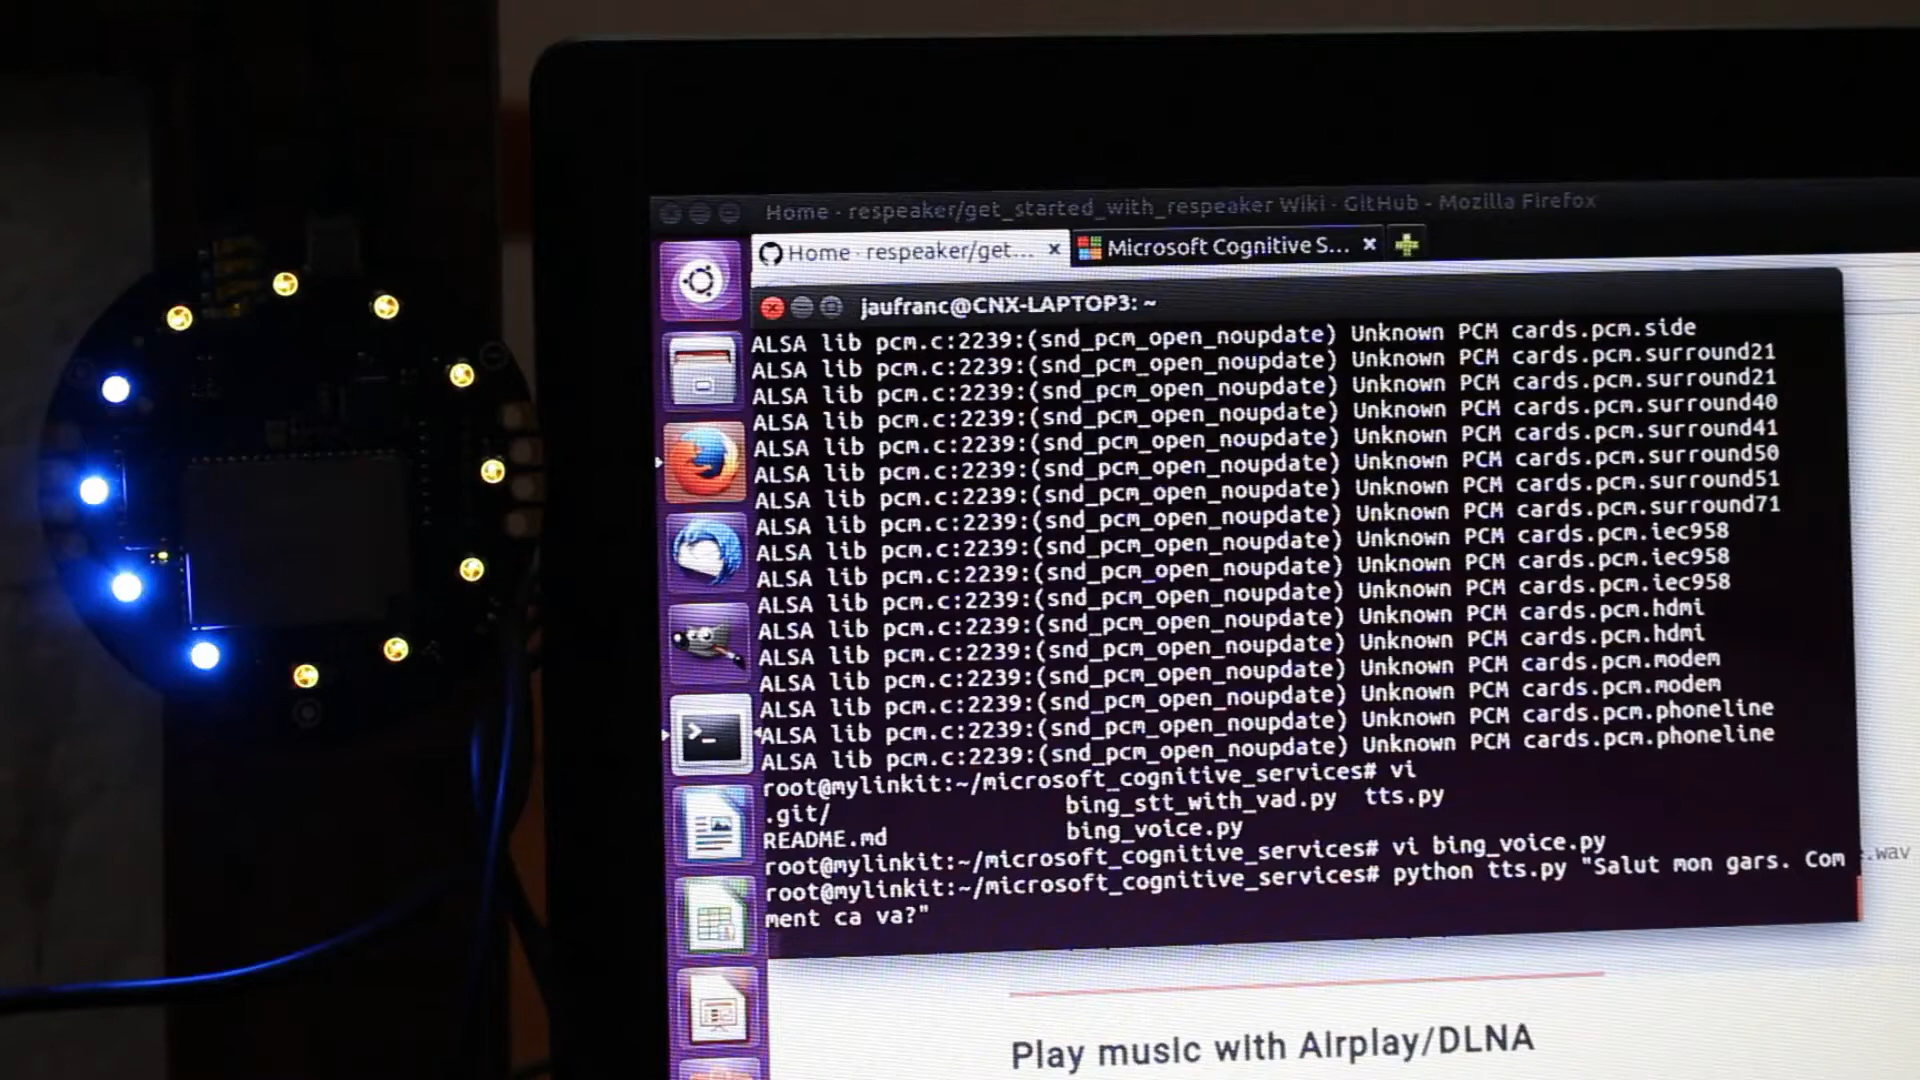 Home - respeaker/get_started_with_respeaker Wiki - GitHub - Mozilla Firefox
Home · respeaker/get...
Microsoft Cognitive S...
jaufranc@CNX-LAPTOP3: ~
ALSA lib pcm.c:2239:(snd_pcm_open_noupdate) Unknown PCM cards.pcm.side
ALSA lib pcm.c:2239:(snd_pcm_open_noupdate) Unknown PCM cards.pcm.surround21
ALSA lib pcm.c:2239:(snd_pcm_open_noupdate) Unknown PCM cards.pcm.surround21
ALSA lib pcm.c:2239:(snd_pcm_open_noupdate) Unknown PCM cards.pcm.surround40
ALSA lib pcm.c:2239:(snd_pcm_open_noupdate) Unknown PCM cards.pcm.surround41
ALSA lib pcm.c:2239:(snd_pcm_open_noupdate) Unknown PCM cards.pcm.surround50
ALSA lib pcm.c:2239:(snd_pcm_open_noupdate) Unknown PCM cards.pcm.surround51
ALSA lib pcm.c:2239:(snd_pcm_open_noupdate) Unknown PCM cards.pcm.surround71
ALSA lib pcm.c:2239:(snd_pcm_open_noupdate) Unknown PCM cards.pcm.iec958
ALSA lib pcm.c:2239:(snd_pcm_open_noupdate) Unknown PCM cards.pcm.iec958
ALSA lib pcm.c:2239:(snd_pcm_open_noupdate) Unknown PCM cards.pcm.iec958
ALSA lib pcm.c:2239:(snd_pcm_open_noupdate) Unknown PCM cards.pcm.hdmi
ALSA lib pcm.c:2239:(snd_pcm_open_noupdate) Unknown PCM cards.pcm.hdmi
ALSA lib pcm.c:2239:(snd_pcm_open_noupdate) Unknown PCM cards.pcm.modem
ALSA lib pcm.c:2239:(snd_pcm_open_noupdate) Unknown PCM cards.pcm.modem
ALSA lib pcm.c:2239:(snd_pcm_open_noupdate) Unknown PCM cards.pcm.phoneline
ALSA lib pcm.c:2239:(snd_pcm_open_noupdate) Unknown PCM cards.pcm.phoneline
root@mylinkit:~/microsoft_cognitive_services# vi
.git/ bing_stt_with_vad.py tts.py
README.md bing_voice.py
root@mylinkit:~/microsoft_cognitive_services# vi bing_voice.py
root@mylinkit:~/microsoft_cognitive_services# python tts.py "Salut mon gars. Com
ment ca va?"
.wav
Play music with Airplay/DLNA